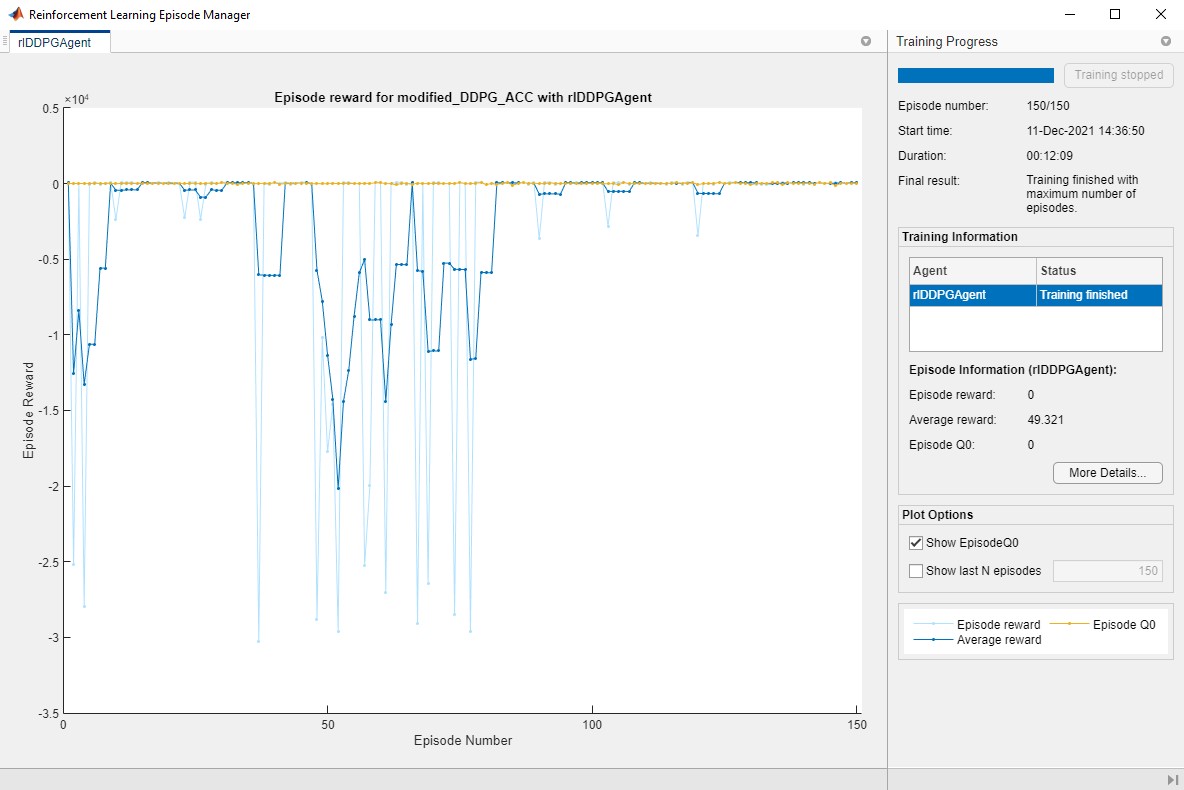 Reinforcement Learning Episode Manager
rlDDPGAgent
Episode reward for modified_DDPG_ACC with rlDDPGAgent
×10⁴
0.5
0
-0.5
-1
-1.5
-2
-2.5
-3
-3.5
Episode Reward
0
50
100
150
Episode Number
Training Progress
Training stopped
Episode number: 150/150
Start time: 11-Dec-2021 14:36:50
Duration: 00:12:09
Final result: Training finished with
maximum number of
episodes.
Training Information
Agent Status
rlDDPGAgent Training finished
Episode Information (rlDDPGAgent):
Episode reward: 0
Average reward: 49.321
Episode Q0: 0
More Details...
Plot Options
Show EpisodeQ0
Show last N episodes 150
Episode reward Episode Q0
Average reward